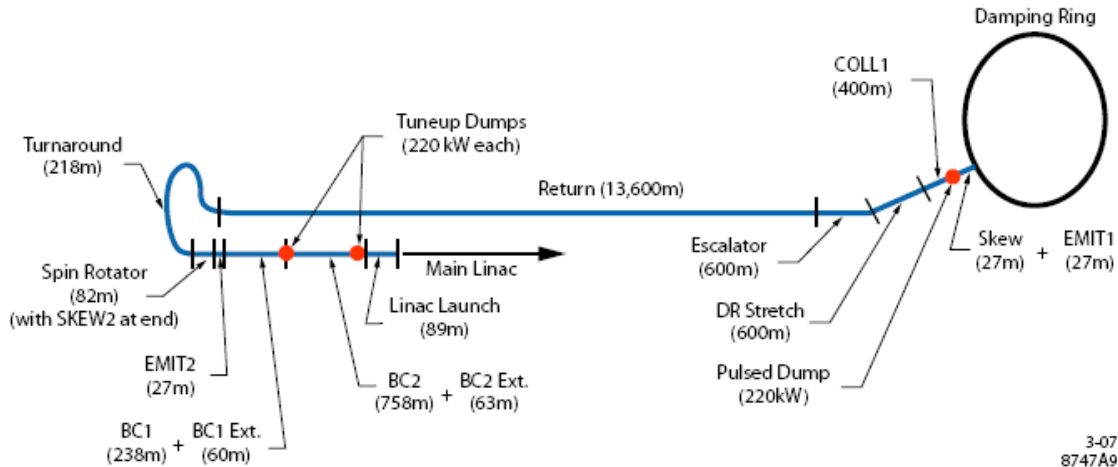 Damping Ring
COLL1
(400m)
Tuneup Dumps
(220 kW each)
Turnaround
(218m)
Return (13,600m)
Escalator
(600m)
Skew + EMIT1
(27m) (27m)
Main Linac
Spin Rotator
(82m)
(with SKEW2 at end)
Linac Launch
(89m)
DR Stretch
(600m)
EMIT2
(27m)
BC2 + BC2 Ext.
(758m) (63m)
Pulsed Dump
(220kW)
BC1 + BC1 Ext.
(238m) (60m)
3-07
8747A9